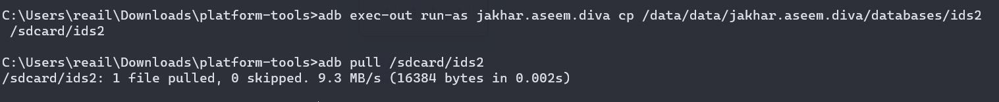 C:\Users\reail\Downloads\platform-tools>adb exec-out run-as jakhar.aseem.diva cp /data/data/jakhar.aseem.diva/databases/ids2
/sdcard/ids2
C:\Users\reail\Downloads\platform-tools>adb pull /sdcard/ids2
/sdcard/ids2: 1 file pulled, 0 skipped. 9.3 MB/s (16384 bytes in 0.002s)